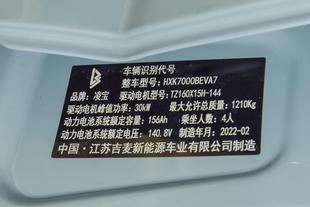 车辆识别代号
整车型号: HXK7000BEVA7
品牌: 凌宝 驱动电机型号: TZ160X15H-144
驱动电机峰值功率: 30kW 最大允许总质量: 1210Kg
动力电池系统额定容量: 156Ah 乘坐人数: 4人
动力电池系统额定电压: 140.8V 制造年月: 2022-02
中国·江苏吉麦新能源车业有限公司制造